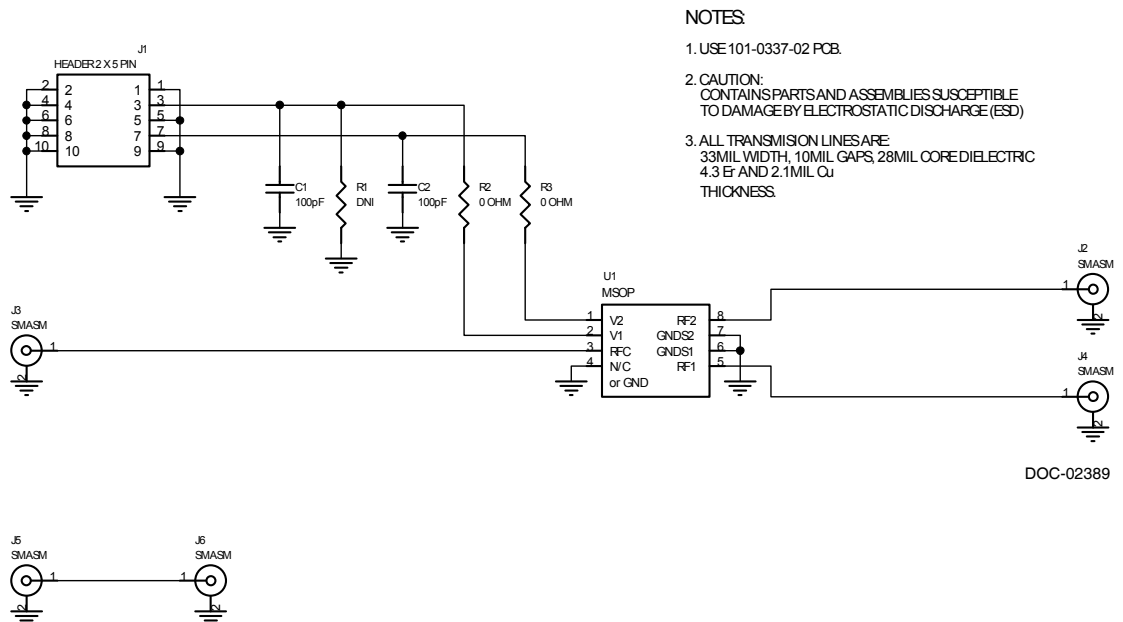 NOTES:
1. USE 101-0337-02 PCB.
2. CAUTION:
CONTAINS PARTS AND ASSEMBLIES SUSCEPTIBLE
TO DAMAGE BY ELECTROSTATIC DISCHARGE (ESD)
3. ALL TRANSMISION LINES ARE:
33MIL WIDTH, 10MIL GAPS, 28MIL CORE DIELECTRIC
4.3 Er AND 2.1MIL Cu
THICKNESS.
J1
HEADER 2 X 5 PIN
2 2 1 1
4 4 3 3
6 6 5 5
8 8 7 7
10 10 9 9
C1
100pF
R1
DNI
C2
100pF
R2
0 OHM
R3
0 OHM
U1
MSOP
1 V2 RF2 8
2 V1 GNDS2 7
3 RFC GNDS1 6
4 N/C RF1 5
or GND
J2
SMASM
1
2
J3
SMASM
1
2
J4
SMASM
1
2
DOC-02389
J5
SMASM
1
2
J6
SMASM
1
2